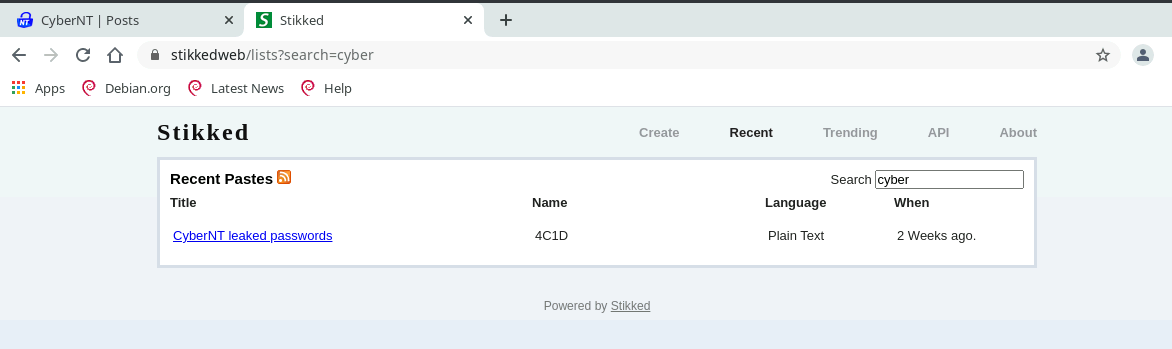 CyberNT | Posts
Stikked
stikkedweb/lists?search=cyber
Apps Debian.org Latest News Help
Stikked Create Recent Trending API About
Recent Pastes Search cyber
Title Name Language When
CyberNT leaked passwords 4C1D Plain Text 2 Weeks ago.
Powered by Stikked